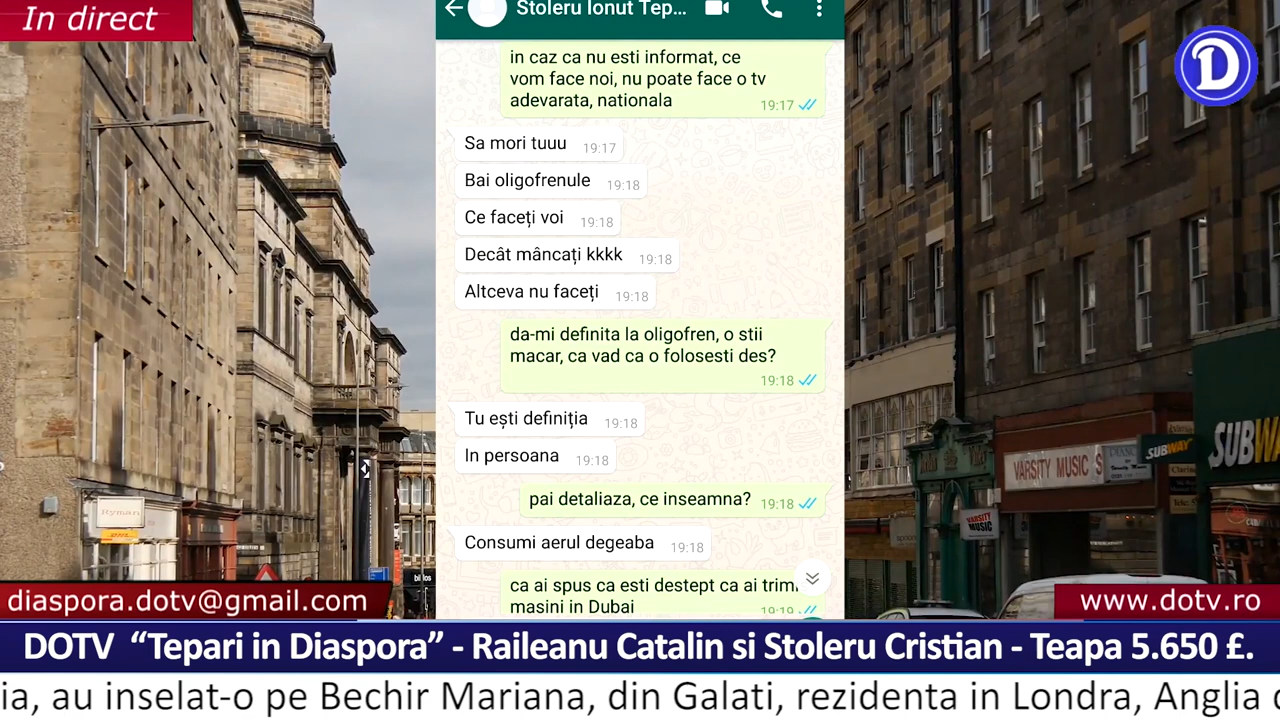 In direct
Stoleru Ionut Tep...
D
in caz ca nu esti informat, ce
vom face noi, nu poate face o tv
adevarata, nationala
19:17
Sa mori tuuu 19:17
Bai oligofrenule 19:18
Ce faceți voi 19:18
Decât mâncați kkkk 19:18
Altceva nu faceți 19:18
da-mi definita la oligofren, o stii
macar, ca vad ca o folosesti des?
19:18
Tu ești definiția 19:18
In persoana 19:18
pai detaliaza, ce inseamna? 19:18
Consumi aerul degeaba 19:18
ca ai spus ca esti destept ca ai trim
masini in Dubai
19:19
Ryman
VARSITY MUSIC S
VARSITY
MUSIC
SUBWAY
SUBWA
diaspora.dotv@gmail.com
www.dotv.ro
DOTV “Tepari in Diaspora” - Raileanu Catalin si Stoleru Cristian - Teapa 5.650 £.
ia, au inselat-o pe Bechir Mariana, din Galati, rezidenta in Londra, Anglia